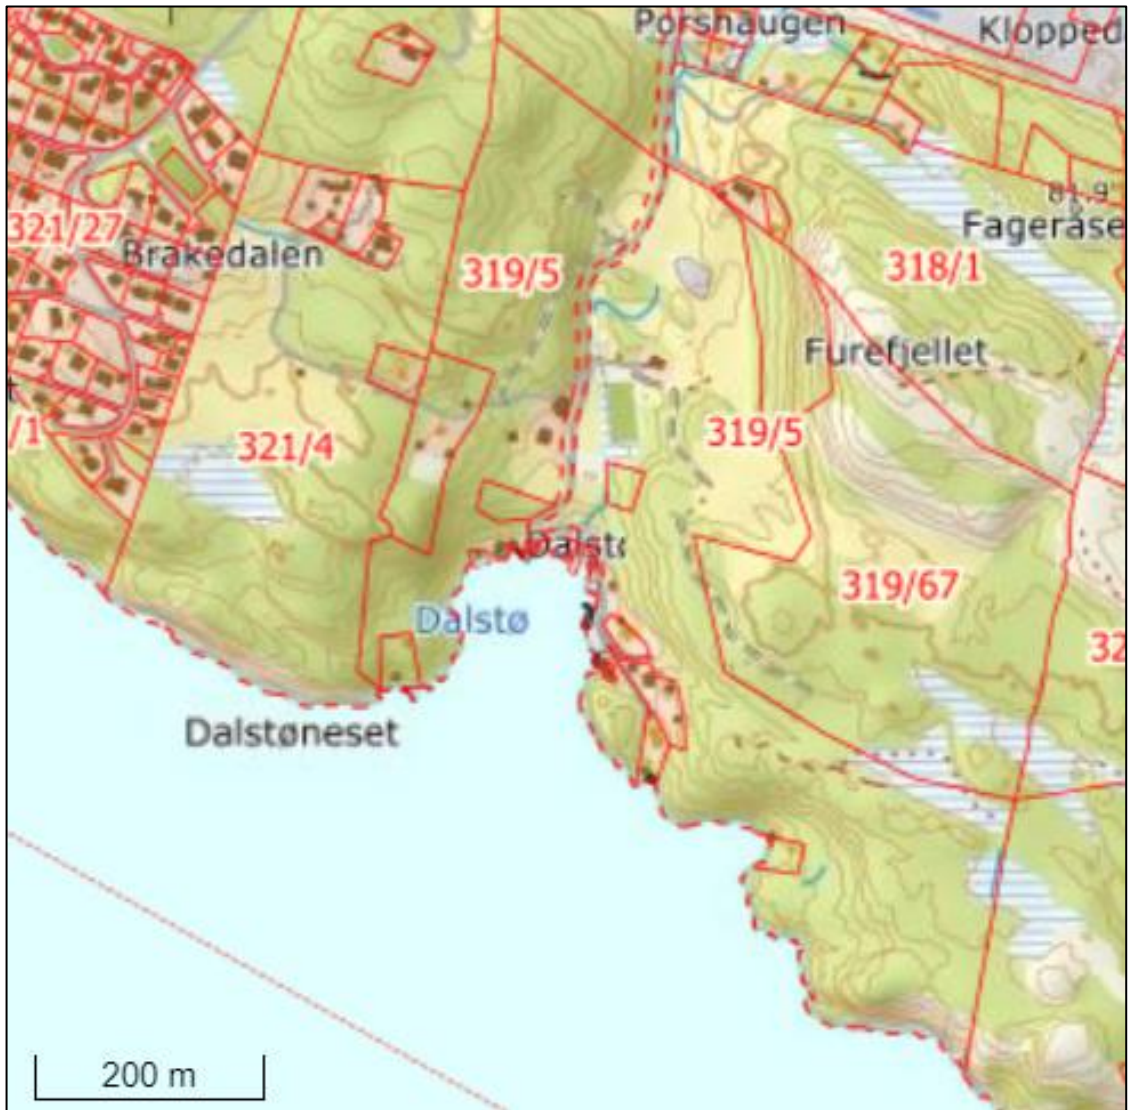 Porshaugen
Klopped
81,9
Fageråse
321/27
Brakedalen
319/5
318/1
Furefjellet
/1
321/4
319/5
Dalstø
319/67
Dalstø
32
Dalstøneset
200 m